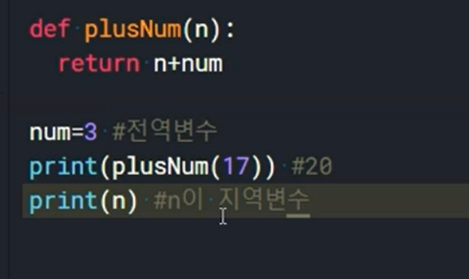 def plusNum(n):
  return n+num

num=3 #전역변수
print(plusNum(17)) #20
print(n) #n이 지역변수